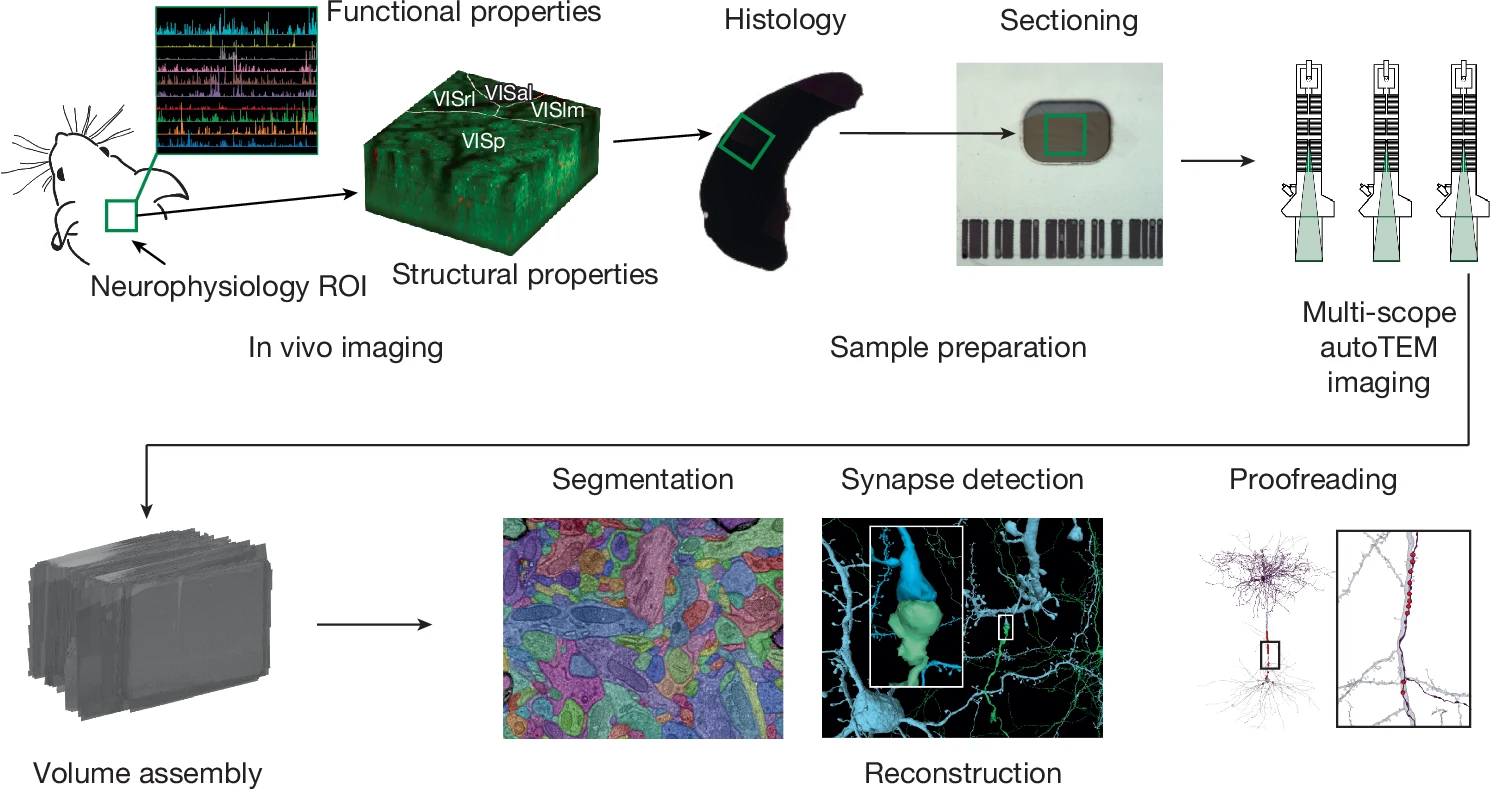 Functional properties
Histology
Sectioning
VISrl
VISal
VISlm
VISp
Neurophysiology ROI
Structural properties
In vivo imaging
Sample preparation
Multi-scope
autoTEM
imaging
Segmentation
Synapse detection
Proofreading
Volume assembly
Reconstruction